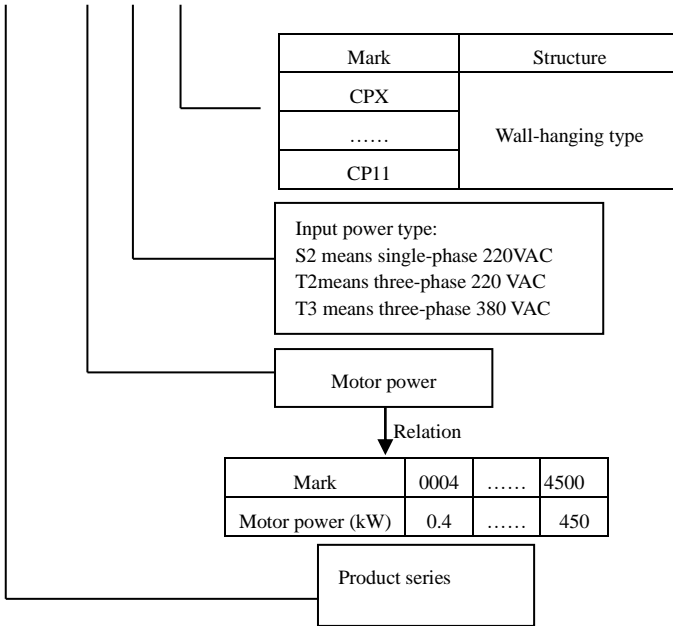 Mark Structure
CPX
……
Wall-hanging type
CP11
Input power type:
S2 means single-phase 220VAC
T2means three-phase 220 VAC
T3 means three-phase 380 VAC
Motor power
Relation
Mark 0004 …… 4500
Motor power (kW) 0.4 …… 450
Product series